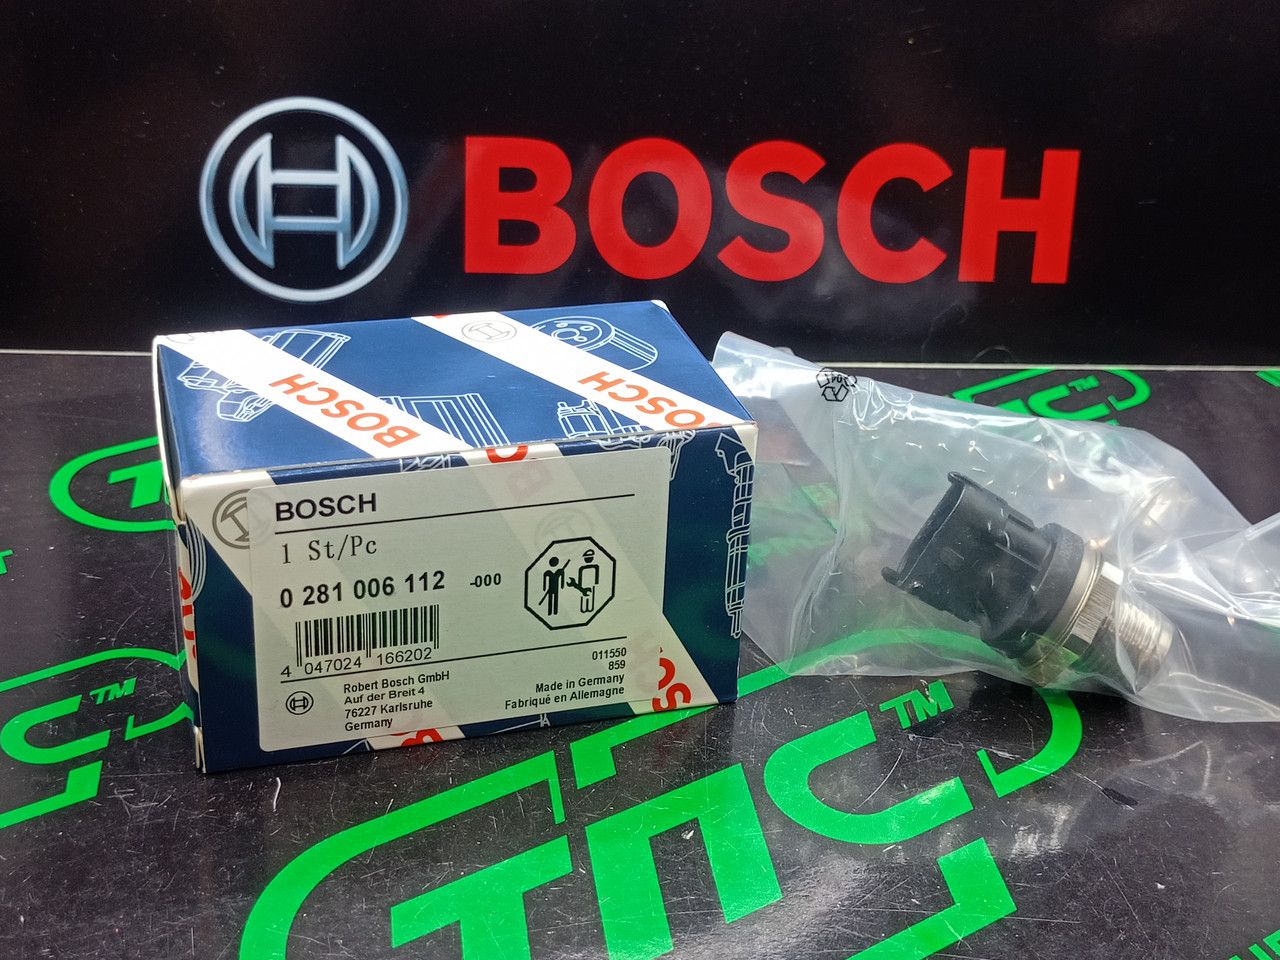 BOSCH
BOSCH
BOSCH
BOSCH
1 St/Pc
0 281 006 112 -000
4 047024 166202
011550
859
Robert Bosch GmbH
Auf der Breit 4
76227 Karlsruhe
Germany
Made in Germany
Fabriqué en Allemagne
ТПС TM
TM
TM